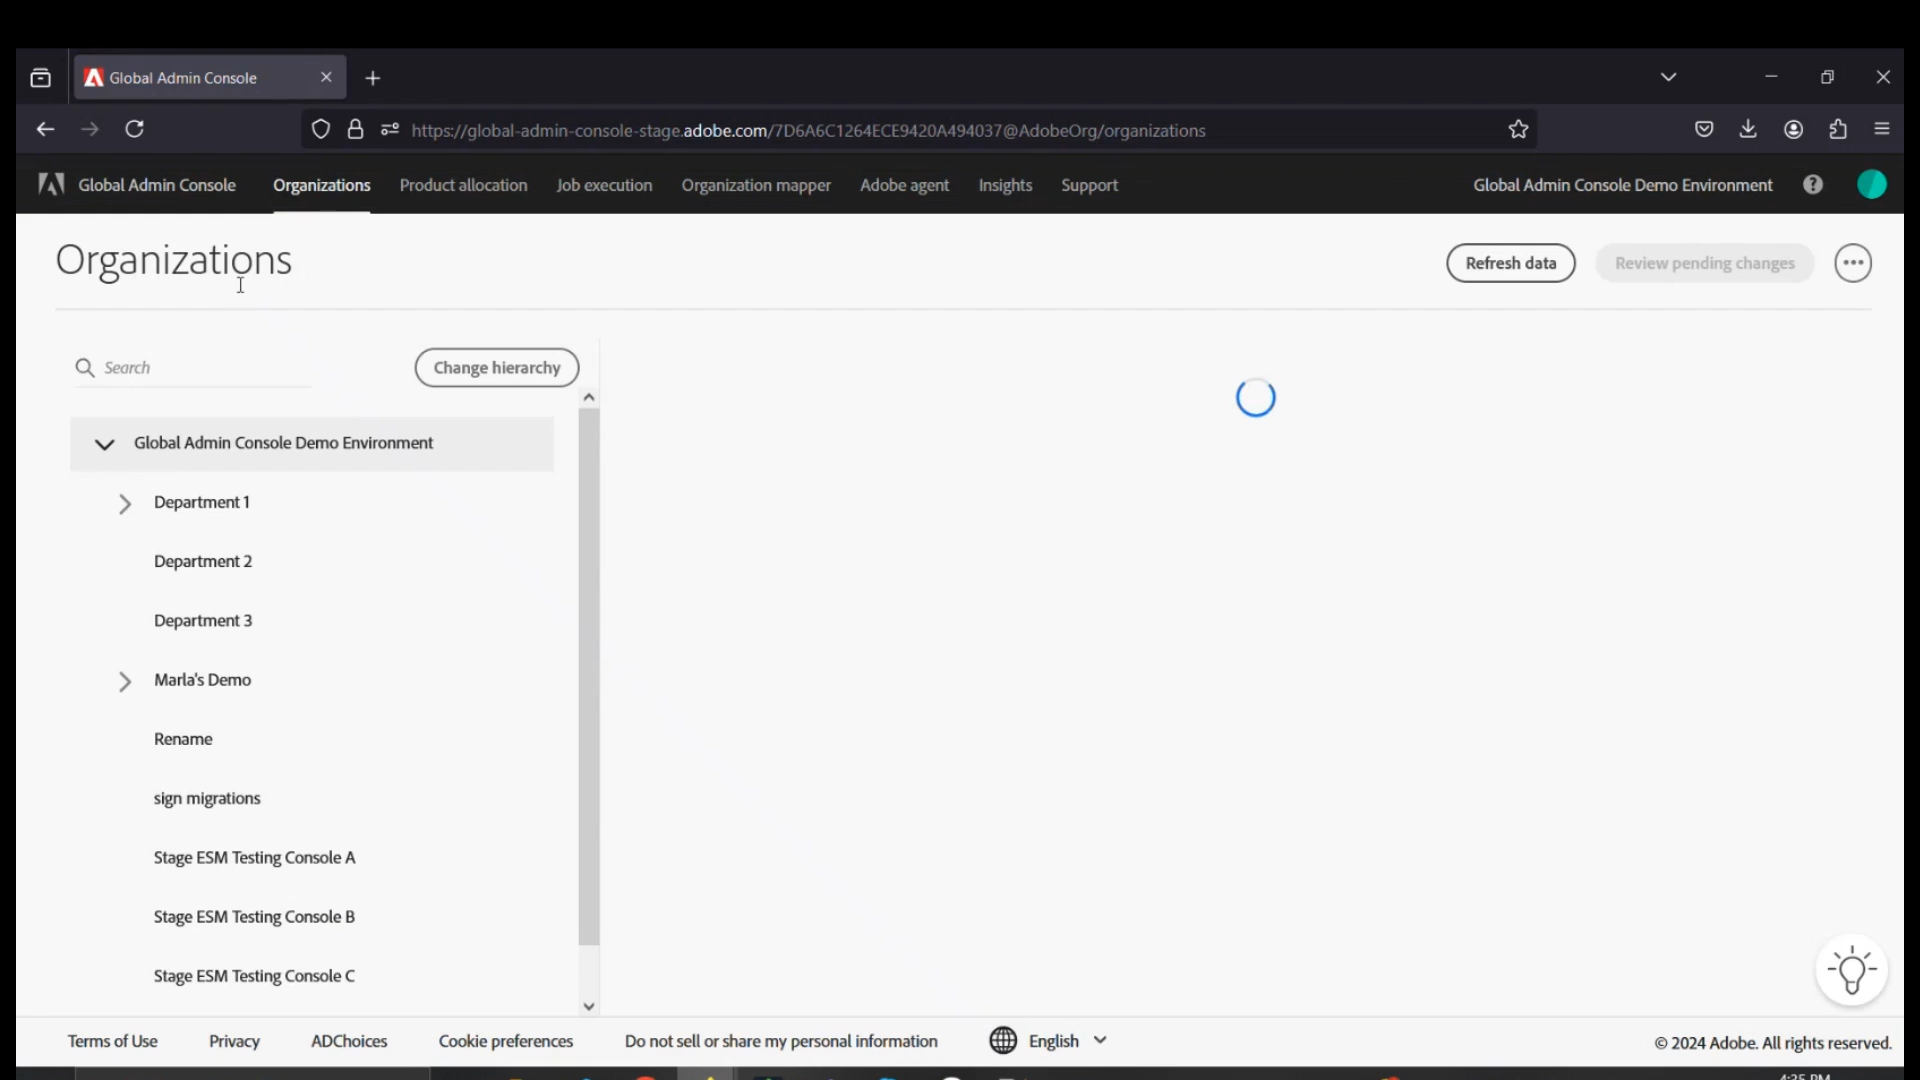 Global Admin Console
https://global-admin-console-stage.adobe.com/7D6A6C1264ECE9420A494037@AdobeOrg/organizations
Global Admin Console Organizations Product allocation Job execution Organization mapper Adobe agent Insights Support Global Admin Console Demo Environment
Organizations
Refresh data Review pending changes
Search Change hierarchy
Global Admin Console Demo Environment
Department 1
Department 2
Department 3
Marla's Demo
Rename
sign migrations
Stage ESM Testing Console A
Stage ESM Testing Console B
Stage ESM Testing Console C
Terms of Use Privacy ADChoices Cookie preferences Do not sell or share my personal information English © 2024 Adobe. All rights reserved.
4:35 PM